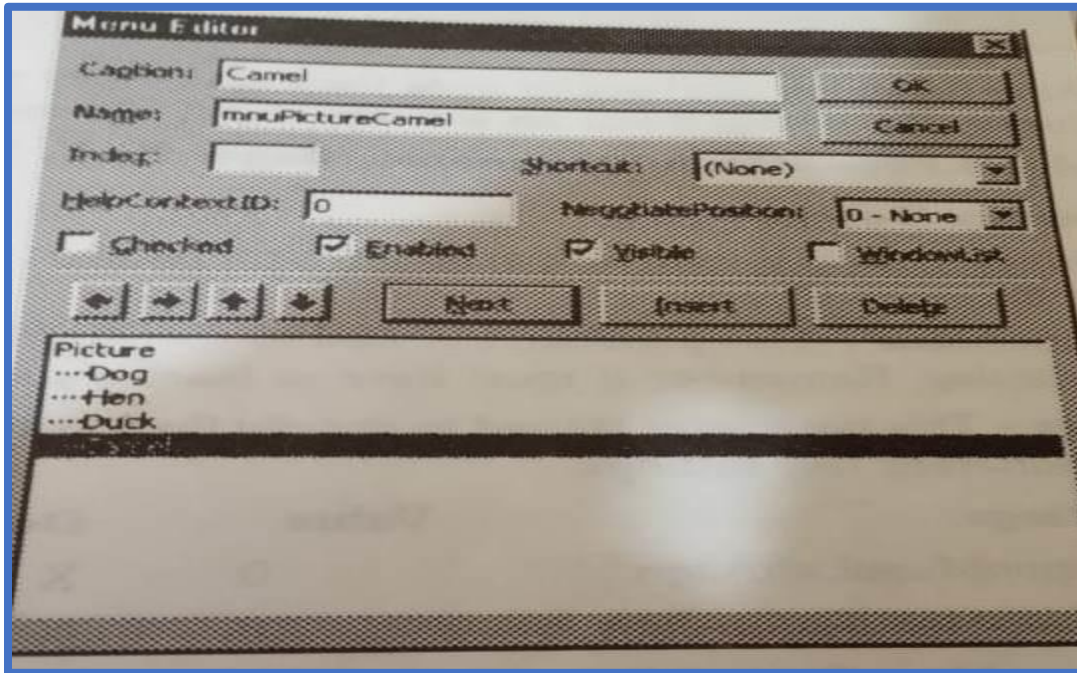 Menu Editor
Caption: Camel OK
Name: mnuPictureCamel Cancel
Index: Shortcut: (None)
HelpContextID: 0 NegotiatePosition: 0 - None
Checked Enabled Visible WindowList
Next Insert Delete
Picture
····Dog
····Hen
····Duck